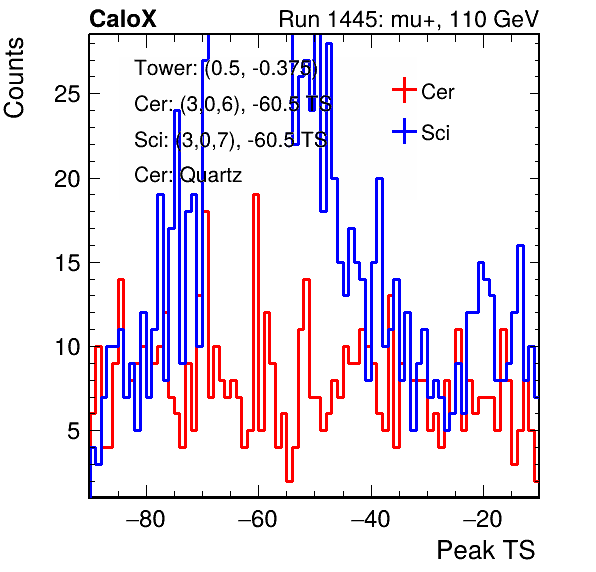 CaloX Run 1445: mu+, 110 GeV
Counts
Tower: (0.5, -0.375)
Cer: (3,0,6), -60.5 TS
Sci: (3,0,7), -60.5 TS
Cer: Quartz
Cer
Sci
25
20
15
10
5
−80 −60 −40 −20
Peak TS